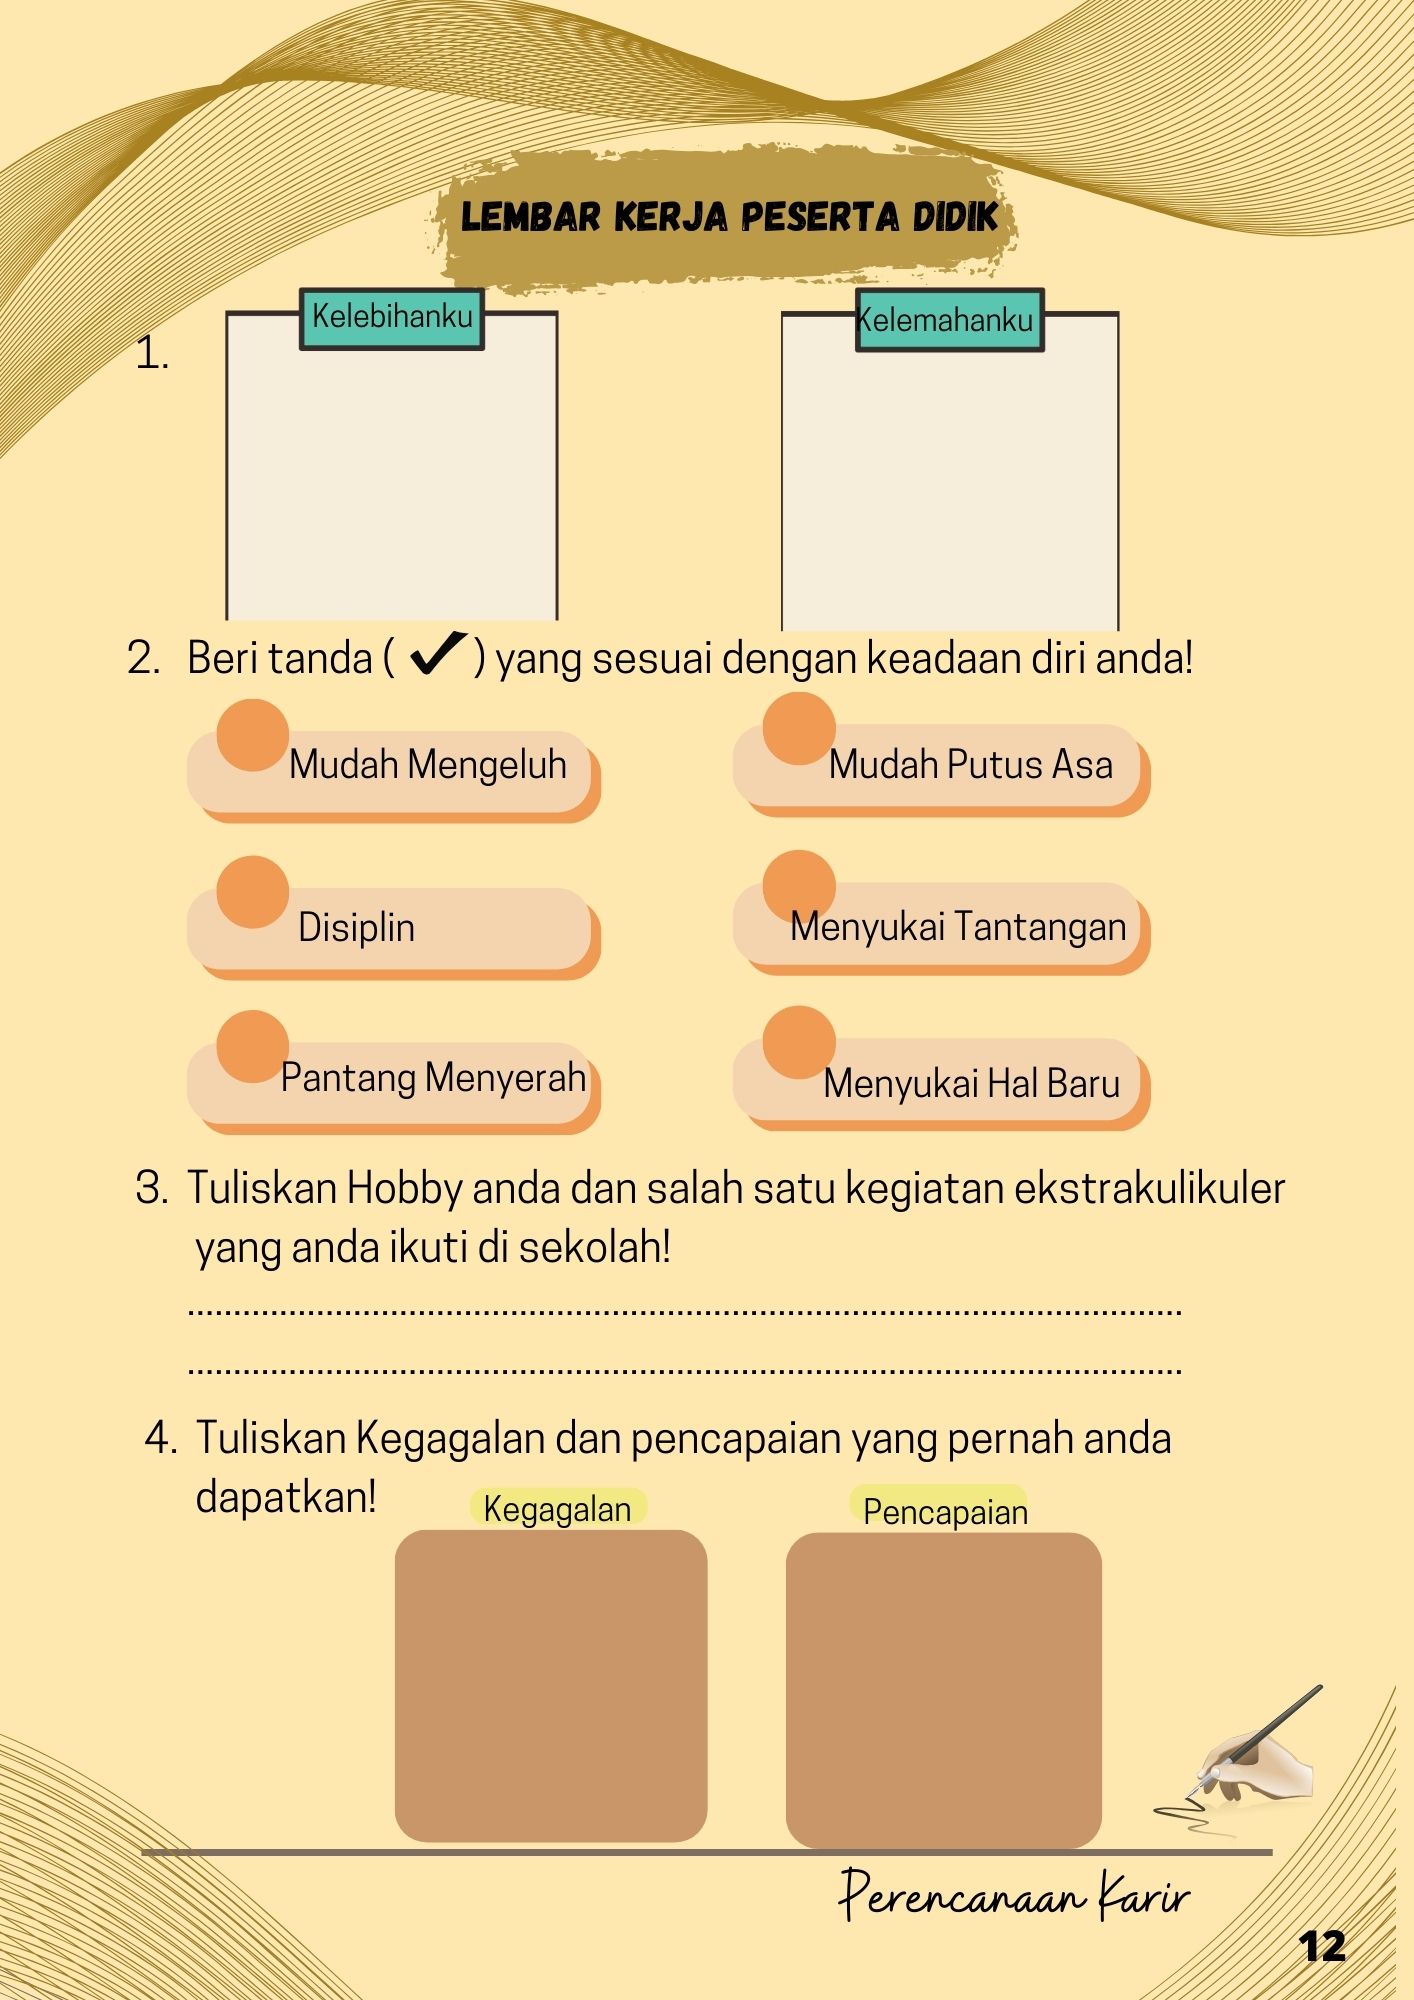 LEMBAR KERJA PESERTA DIDIK
Kelebihanku
Kelemahanku
1.
2. Beri tanda ( ✓ ) yang sesuai dengan keadaan diri anda!
Mudah Mengeluh
Mudah Putus Asa
Disiplin
Menyukai Tantangan
Pantang Menyerah
Menyukai Hal Baru
3. Tuliskan Hobby anda dan salah satu kegiatan ekstrakulikuler
yang anda ikuti di sekolah!
............................................................................................................
............................................................................................................
4. Tuliskan Kegagalan dan pencapaian yang pernah anda
dapatkan!
Kegagalan
Pencapaian
Perencanaan Karir
12